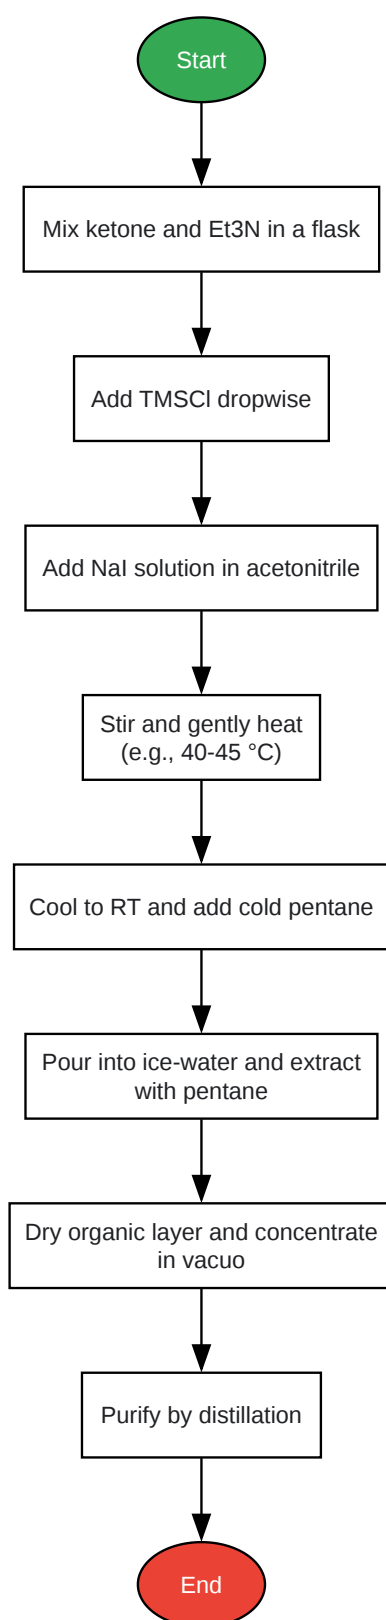 Start
Mix ketone and Et3N in a flask
Add TMSCl dropwise
Add NaI solution in acetonitrile
Stir and gently heat
(e.g., 40-45 °C)
Cool to RT and add cold pentane
Pour into ice-water and extract
with pentane
Dry organic layer and concentrate
in vacuo
Purify by distillation
End